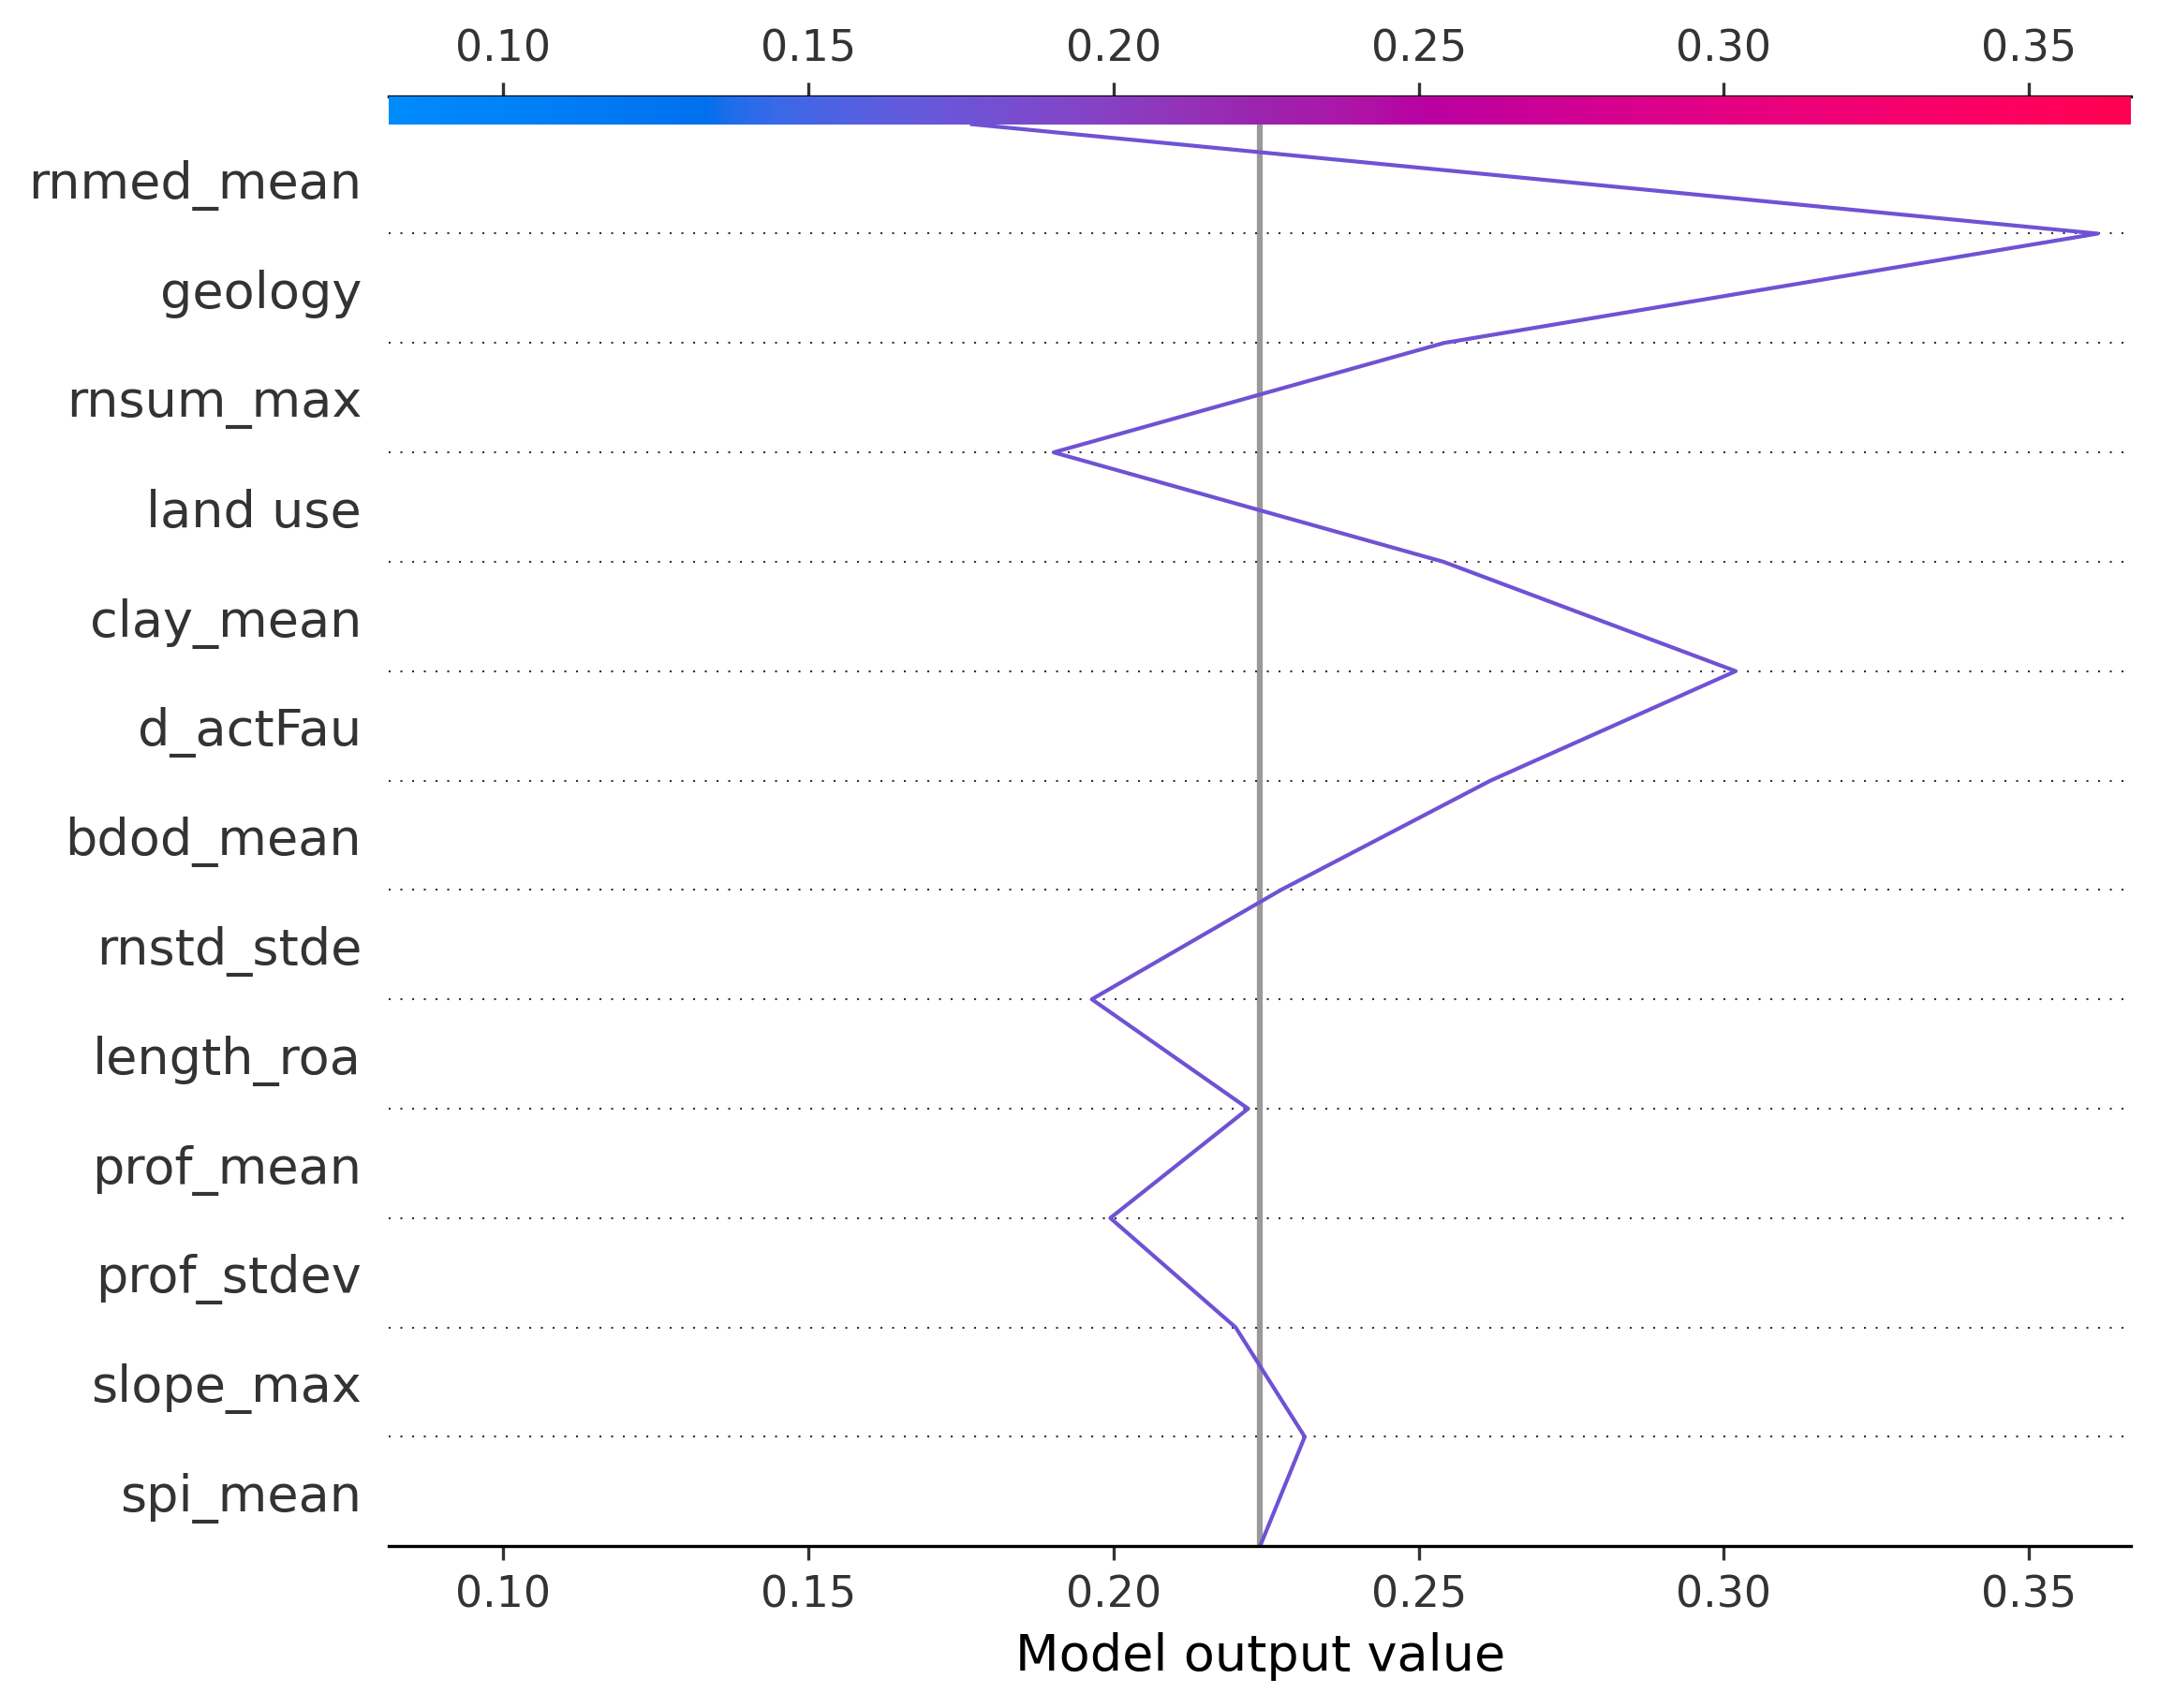 0.10 0.15 0.20 0.25 0.30 0.35
rnmed_mean
geology
rnsum_max
land use
clay_mean
d_actFau
bdod_mean
rnstd_stde
length_roa
prof_mean
prof_stdev
slope_max
spi_mean
0.10 0.15 0.20 0.25 0.30 0.35
Model output value